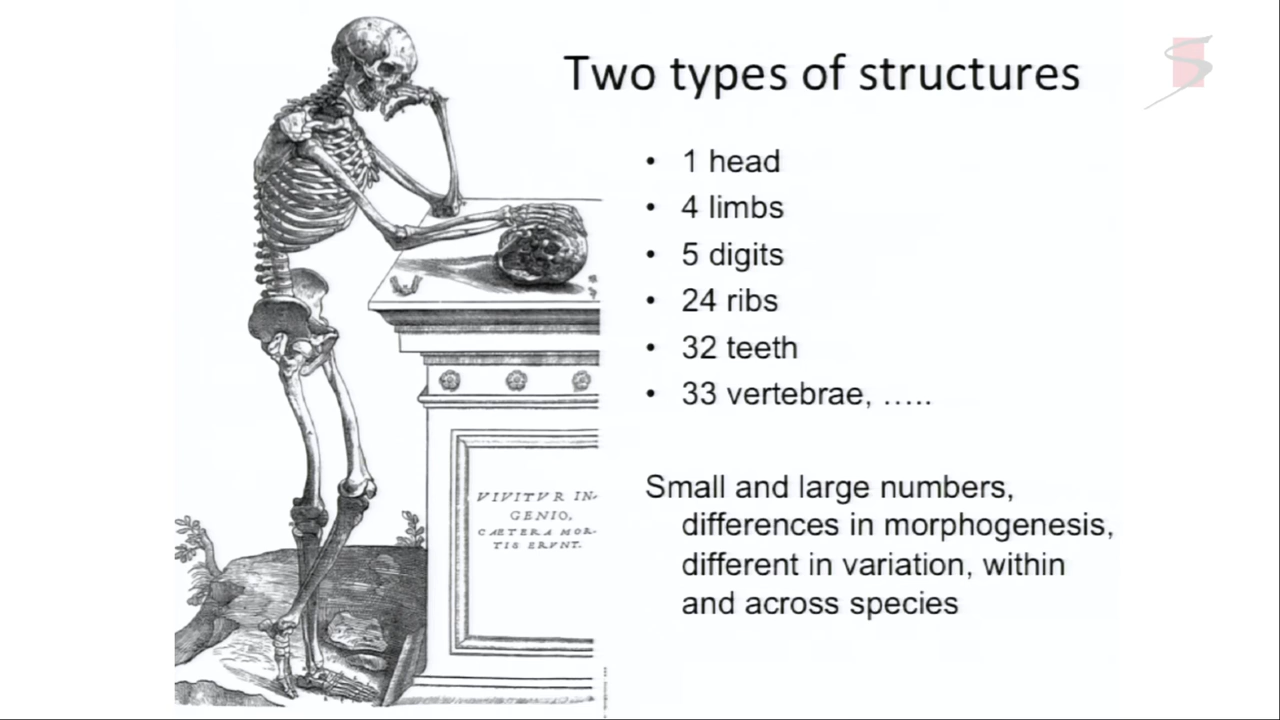 Two types of structures
• 1 head
• 4 limbs
• 5 digits
• 24 ribs
• 32 teeth
• 33 vertebrae, …..
Small and large numbers,
differences in morphogenesis,
different in variation, within
and across species
VIVITVR IN-
GENIO,
CAETERA MOR-
TIS ERVNT.